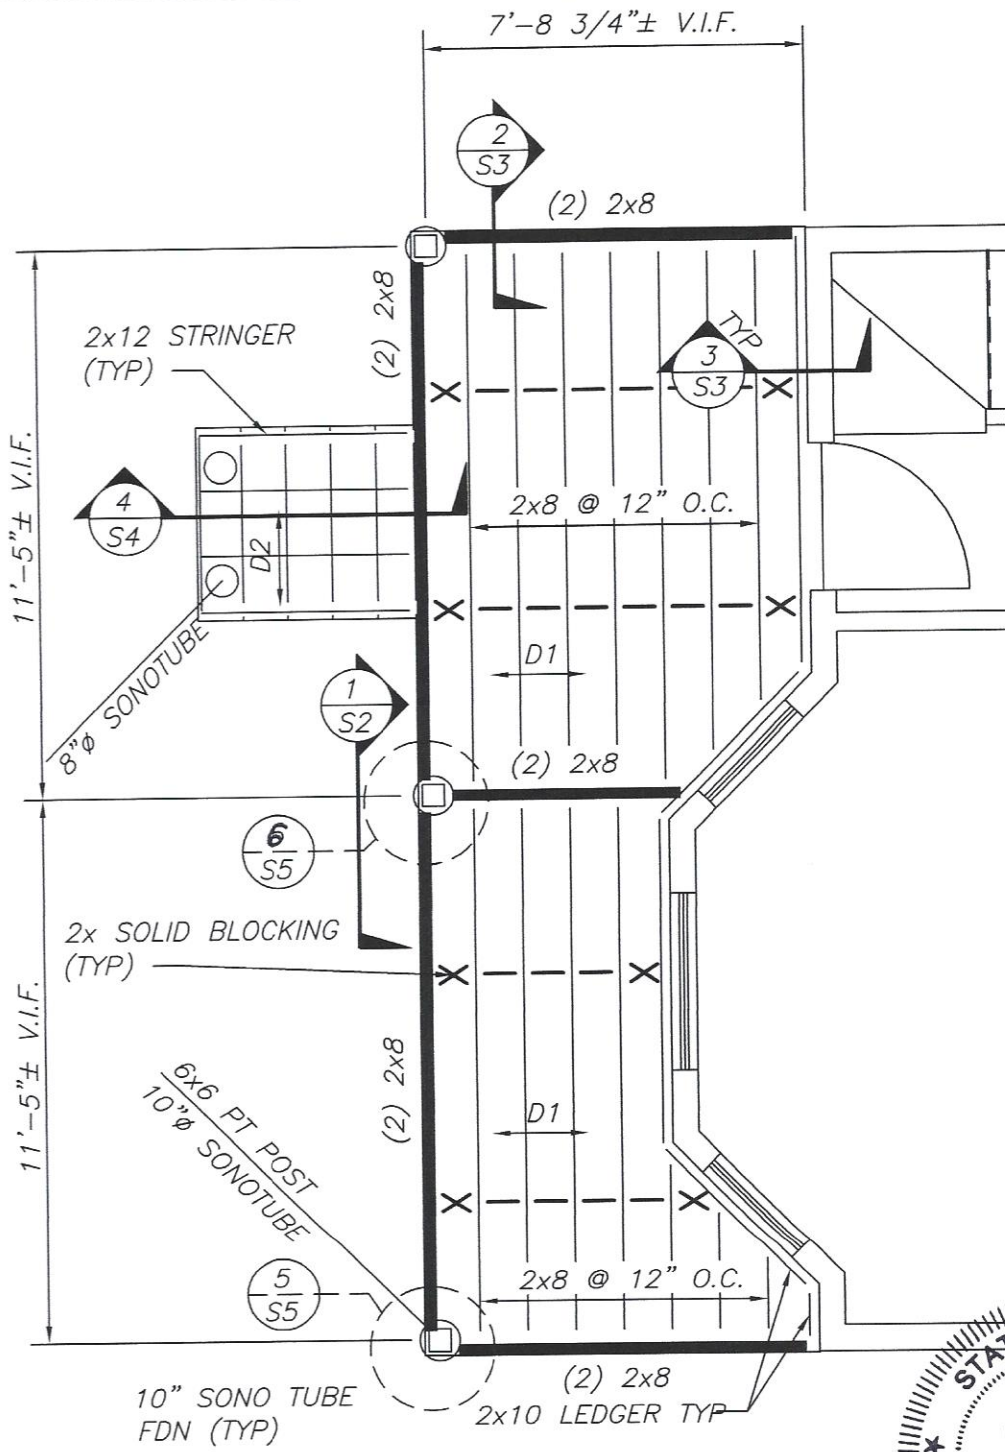 7'-8 3/4"± V.I.F.
2
S3
(2) 2x8
(2) 2x8
2x12 STRINGER
(TYP)
TYP
3
S3
11'-5"± V.I.F.
4
S4
2x8 @ 12" O.C.
D2
8"ϕ SONOTUBE
D1
1
S2
(2) 2x8
6
S5
2x SOLID BLOCKING
(TYP)
11'-5"± V.I.F.
(2) 2x8
6x6 PT POST
10"ϕ SONOTUBE
D1
5
S5
2x8 @ 12" O.C.
(2) 2x8
10" SONO TUBE
FDN (TYP)
2x10 LEDGER TYP
STAT